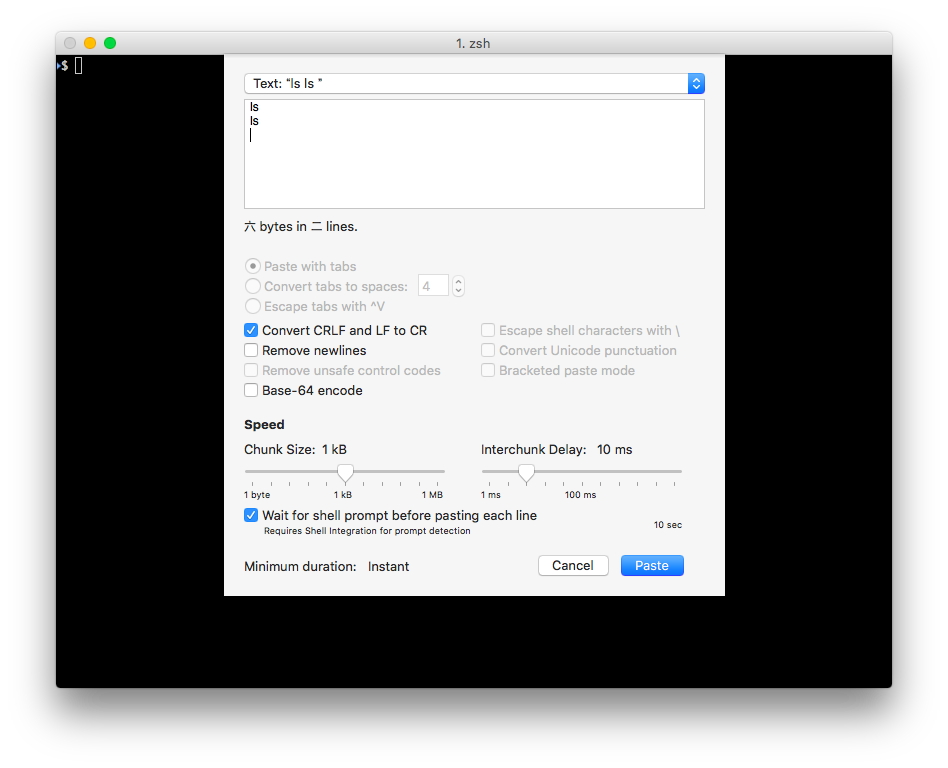 1. zsh
$
Text: “ls ls ”
ls
ls
六 bytes in 二 lines.
Paste with tabs
Convert tabs to spaces: 4
Escape tabs with ^V
Convert CRLF and LF to CR
Escape shell characters with \
Remove newlines
Convert Unicode punctuation
Remove unsafe control codes
Bracketed paste mode
Base-64 encode
Speed
Chunk Size: 1 kB
Interchunk Delay: 10 ms
1 byte 1 kB 1 MB
1 ms 100 ms 10 sec
Wait for shell prompt before pasting each line
Requires Shell Integration for prompt detection
Minimum duration: Instant
Cancel
Paste